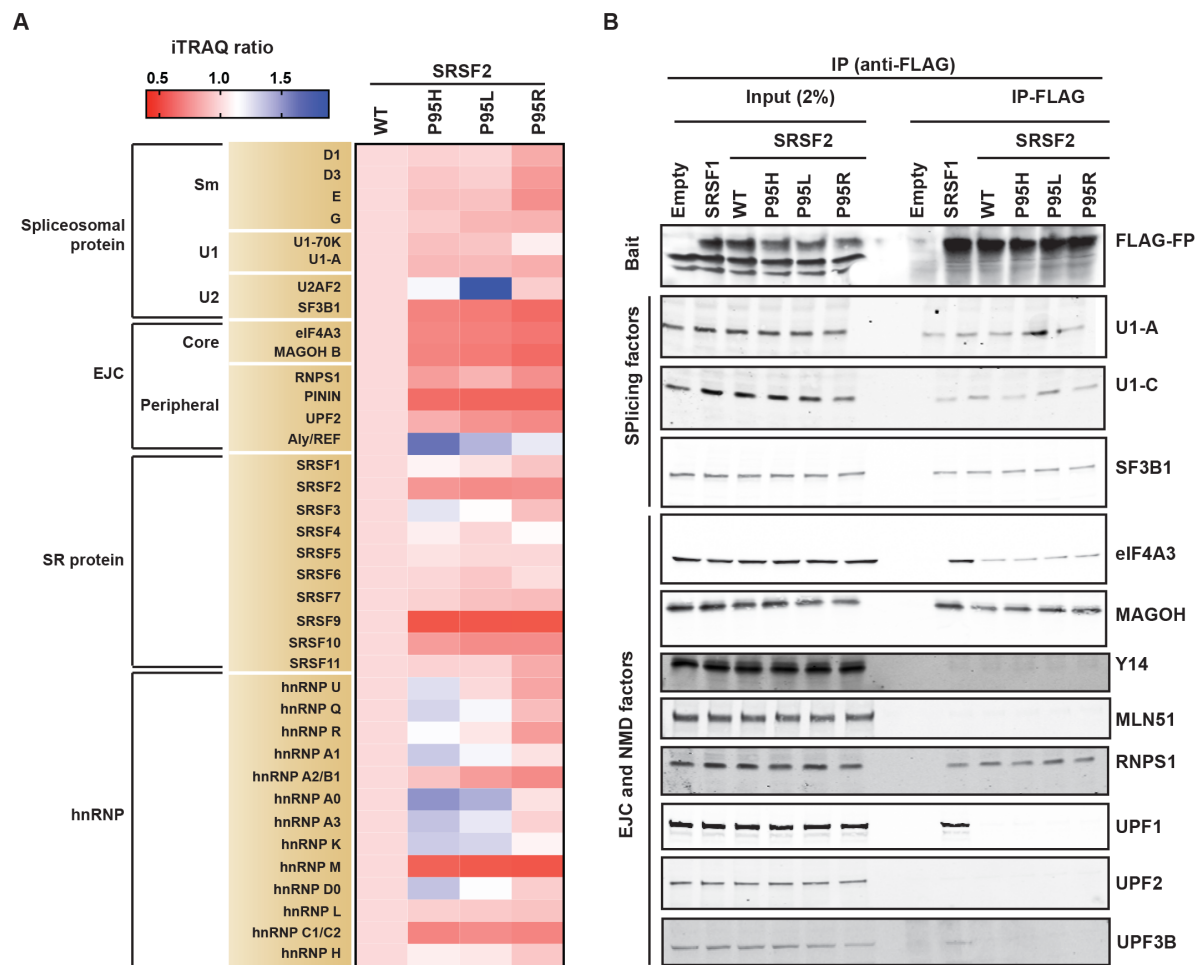 A
iTRAQ ratio
0.5 1.0 1.5
SRSF2
WT P95H P95L P95R
Spliceosomal protein
Sm
D1
D3
E
G
U1
U1-70K
U1-A
U2
U2AF2
SF3B1
EJC
Core
eIF4A3
MAGOH B
Peripheral
RNPS1
PININ
UPF2
Aly/REF
SR protein
SRSF1
SRSF2
SRSF3
SRSF4
SRSF5
SRSF6
SRSF7
SRSF9
SRSF10
SRSF11
hnRNP
hnRNP U
hnRNP Q
hnRNP R
hnRNP A1
hnRNP A2/B1
hnRNP A0
hnRNP A3
hnRNP K
hnRNP M
hnRNP D0
hnRNP L
hnRNP C1/C2
hnRNP H
B
IP (anti-FLAG)
Input (2%) IP-FLAG
SRSF2 SRSF2
Empty SRSF1 WT P95H P95L P95R Empty SRSF1 WT P95H P95L P95R
Bait
FLAG-FP
SPlicing factors
U1-A
U1-C
SF3B1
EJC and NMD factors
eIF4A3
MAGOH
Y14
MLN51
RNPS1
UPF1
UPF2
UPF3B